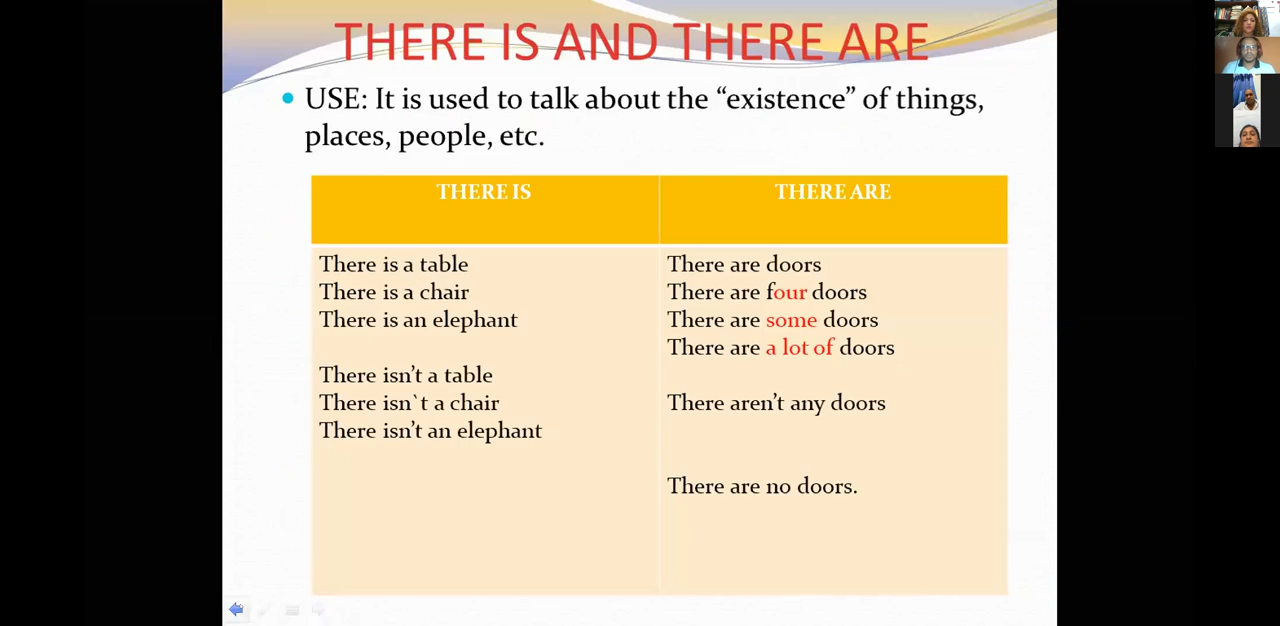 THERE IS AND THERE ARE
USE: It is used to talk about the “existence” of things,
places, people, etc.
THERE IS
THERE ARE
There is a table
There is a chair
There is an elephant
There isn’t a table
There isn`t a chair
There isn’t an elephant
There are doors
There are four doors
There are some doors
There are a lot of doors
There aren’t any doors
There are no doors.